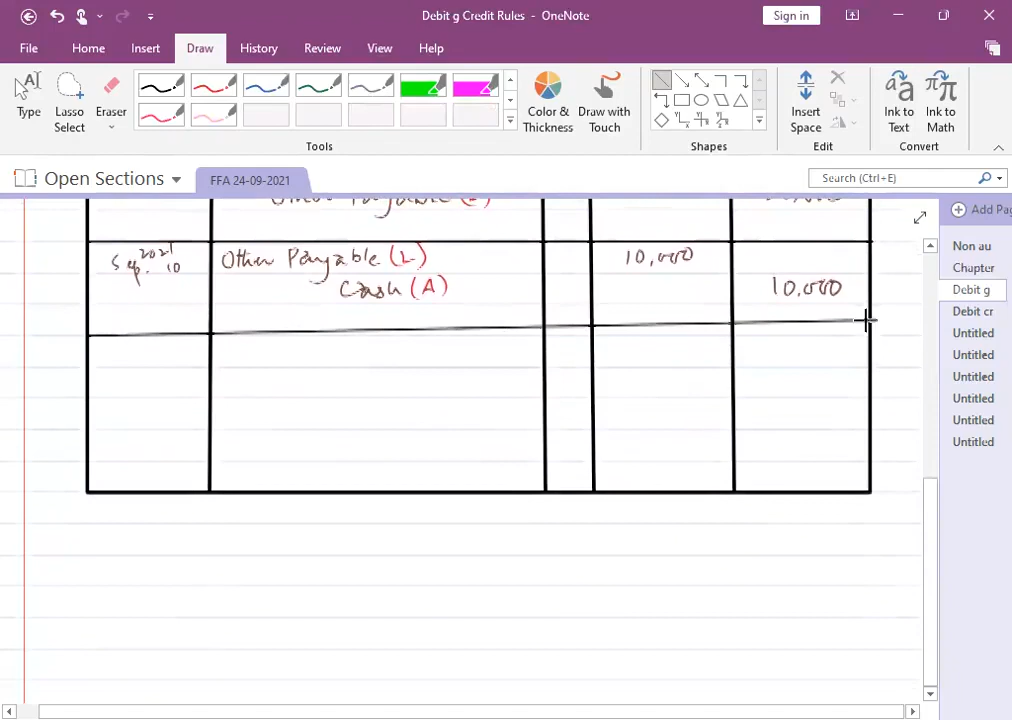 Debit g Credit Rules - OneNote
Sign in
File Home Insert Draw History Review View Help
Type
Lasso Select
Eraser
Color & Thickness
Draw with Touch
Insert Space
Ink to Text
Ink to Math
Tools Shapes Edit Convert
Open Sections
FFA 24-09-2021
Search (Ctrl+E)
Add Pag
Non au
Chapter
Debit g
Debit cr
Untitled
Untitled
Untitled
Untitled
Untitled
Untitled
Other Payable (L)
2021
Sep. 10 Other Payable (L) 10,000
Cash (A) 10,000